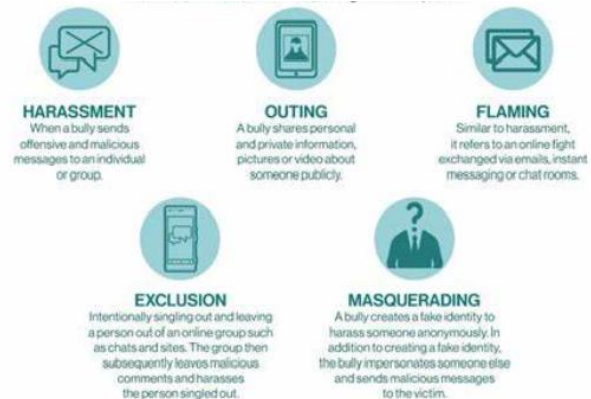 HARASSMENT
When a bully sends
offensive and malicious
messages to an individual
or group.
OUTING
A bully shares personal
and private information,
pictures or video about
someone publicly.
FLAMING
Similar to harassment,
it refers to an online fight
exchanged via emails, instant
messaging or chat rooms.
EXCLUSION
Intentionally singling out and leaving
a person out of an online group such
as chats and sites. The group then
subsequently leaves malicious
comments and harasses
the person singled out.
MASQUERADING
A bully creates a fake identity to
harass someone anonymously. In
addition to creating a fake identity,
the bully impersonates someone else
and sends malicious messages
to the victim.